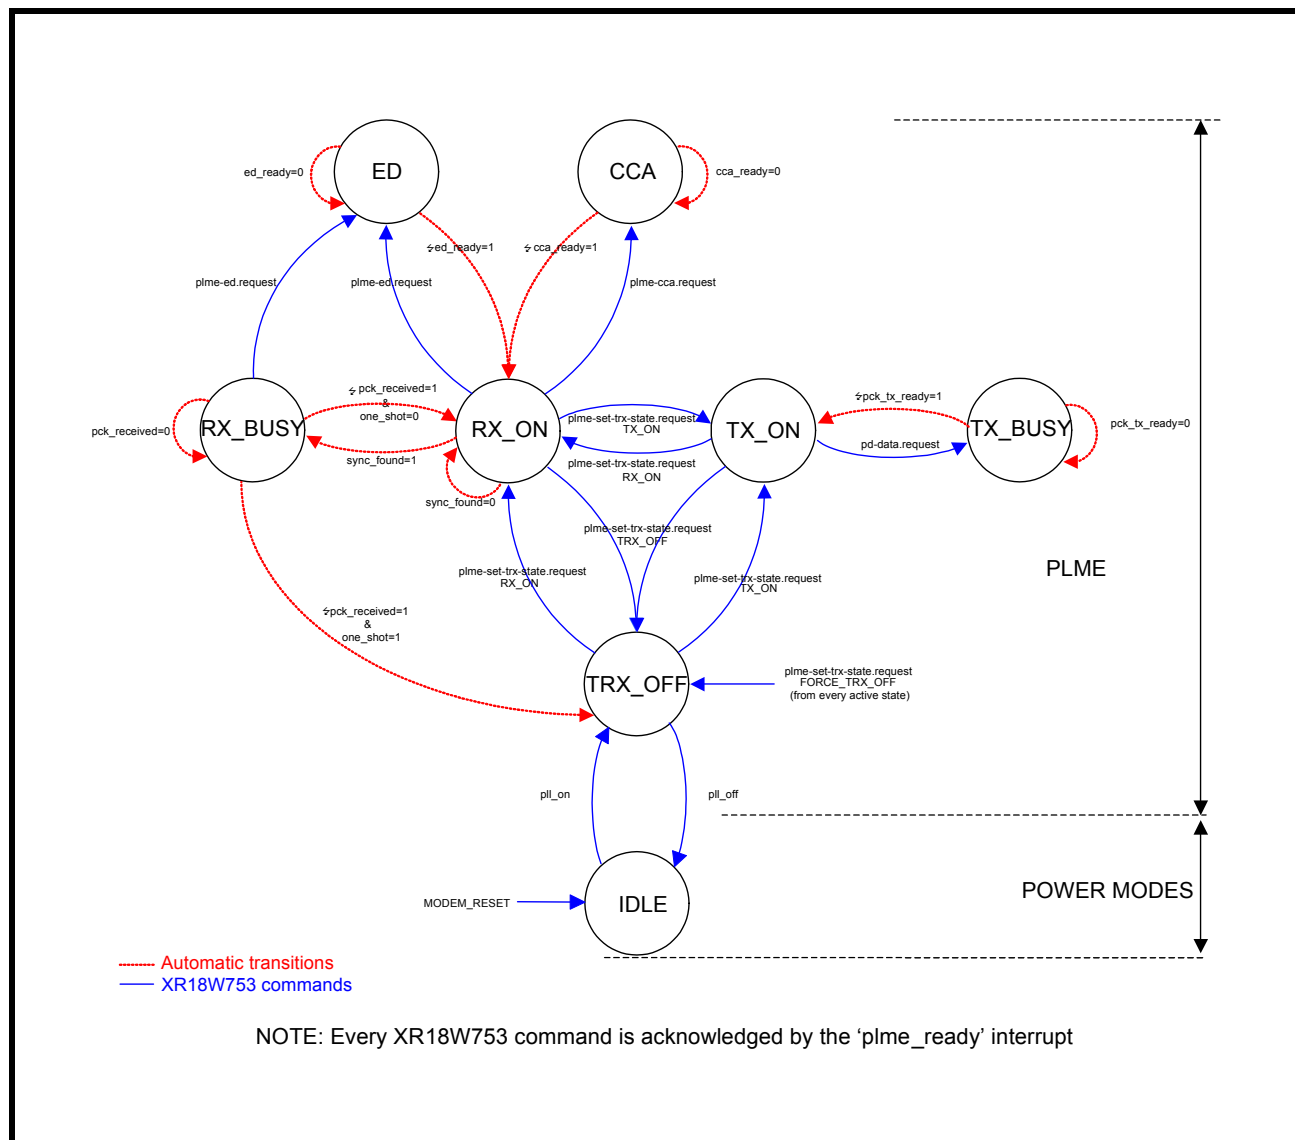 ED
CCA
ed_ready=0
cca_ready=0
ed_ready=1
cca_ready=1
plme-ed.request
plme-ed.request
plme-cca.request
pck_received=1
&
one_shot=0
pck_received=0
RX_BUSY
RX_ON
plme-set-trx-state.request
TX_ON
TX_ON
pck_tx_ready=1
TX_BUSY
pck_tx_ready=0
sync_found=1
plme-set-trx-state.request
RX_ON
pd-data.request
sync_found=0
plme-set-trx-state.request
TRX_OFF
plme-set-trx-state.request
RX_ON
plme-set-trx-state.request
TX_ON
PLME
pck_received=1
&
one_shot=1
TRX_OFF
plme-set-trx-state.request
FORCE_TRX_OFF
(from every active state)
pll_on
pll_off
MODEM_RESET
IDLE
POWER MODES
Automatic transitions
XR18W753 commands
NOTE: Every XR18W753 command is acknowledged by the ‘plme_ready’ interrupt